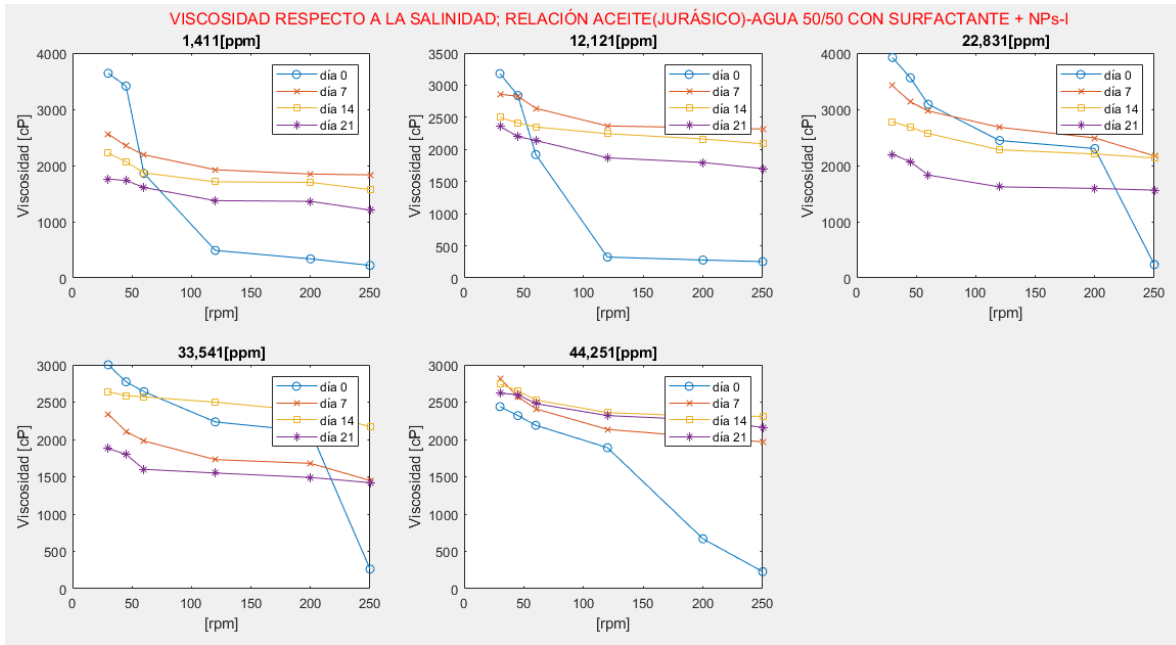 VISCOSIDAD RESPECTO A LA SALINIDAD; RELACIÓN ACEITE(JURÁSICO)-AGUA 50/50 CON SURFACTANTE + NPs-I
1,411[ppm]
Viscosidad [cP]
4000
3000
2000
1000
0
0 50 100 150 200 250
[rpm]
día 0
día 7
día 14
día 21
12,121[ppm]
Viscosidad [cP]
3500
3000
2500
2000
1500
1000
500
0
0 50 100 150 200 250
[rpm]
día 0
día 7
día 14
día 21
22,831[ppm]
Viscosidad [cP]
4000
3000
2000
1000
0
0 50 100 150 200 250
[rpm]
día 0
día 7
día 14
día 21
33,541[ppm]
Viscosidad [cP]
3000
2500
2000
1500
1000
500
0
0 50 100 150 200 250
[rpm]
día 0
día 7
día 14
día 21
44,251[ppm]
Viscosidad [cP]
3000
2500
2000
1500
1000
500
0
0 50 100 150 200 250
[rpm]
día 0
día 7
día 14
día 21